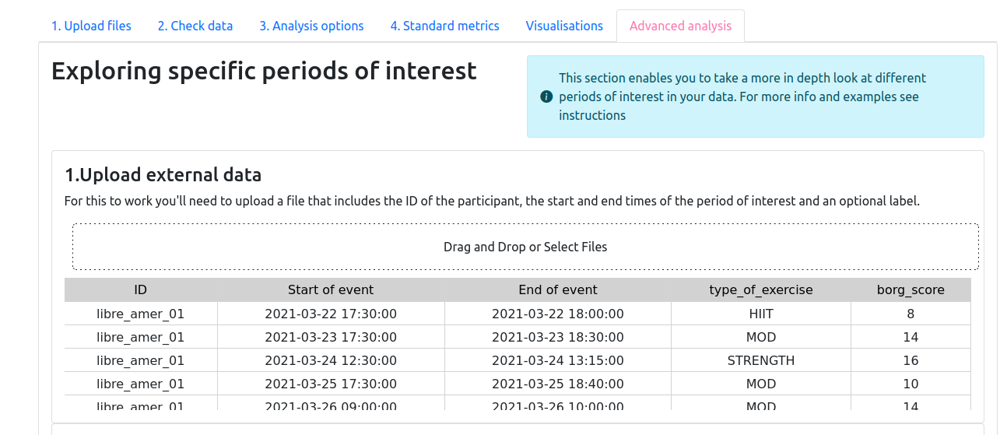 1. Upload files 2. Check data 3. Analysis options 4. Standard metrics Visualisations Advanced analysis
Exploring specific periods of interest
This section enables you to take a more in depth look at different
periods of interest in your data. For more info and examples see
instructions
1.Upload external data
For this to work you'll need to upload a file that includes the ID of the participant, the start and end times of the period of interest and an optional label.
Drag and Drop or Select Files
ID Start of event End of event type_of_exercise borg_score
libre_amer_01 2021-03-22 17:30:00 2021-03-22 18:00:00 HIIT 8
libre_amer_01 2021-03-23 17:30:00 2021-03-23 18:30:00 MOD 14
libre_amer_01 2021-03-24 12:30:00 2021-03-24 13:15:00 STRENGTH 16
libre_amer_01 2021-03-25 17:30:00 2021-03-25 18:40:00 MOD 10
libre_amer_01 2021-03-26 09:00:00 2021-03-26 10:00:00 MOD 14